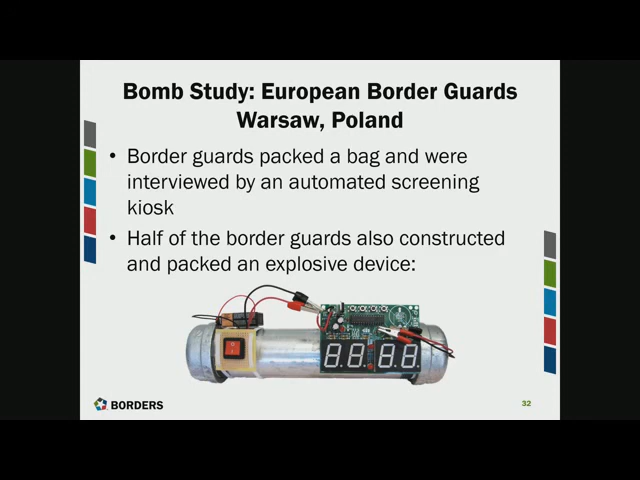 Bomb Study: European Border Guards
Warsaw, Poland
• Border guards packed a bag and were
interviewed by an automated screening
kiosk
• Half of the border guards also constructed
and packed an explosive device:
88:88
BORDERS
32